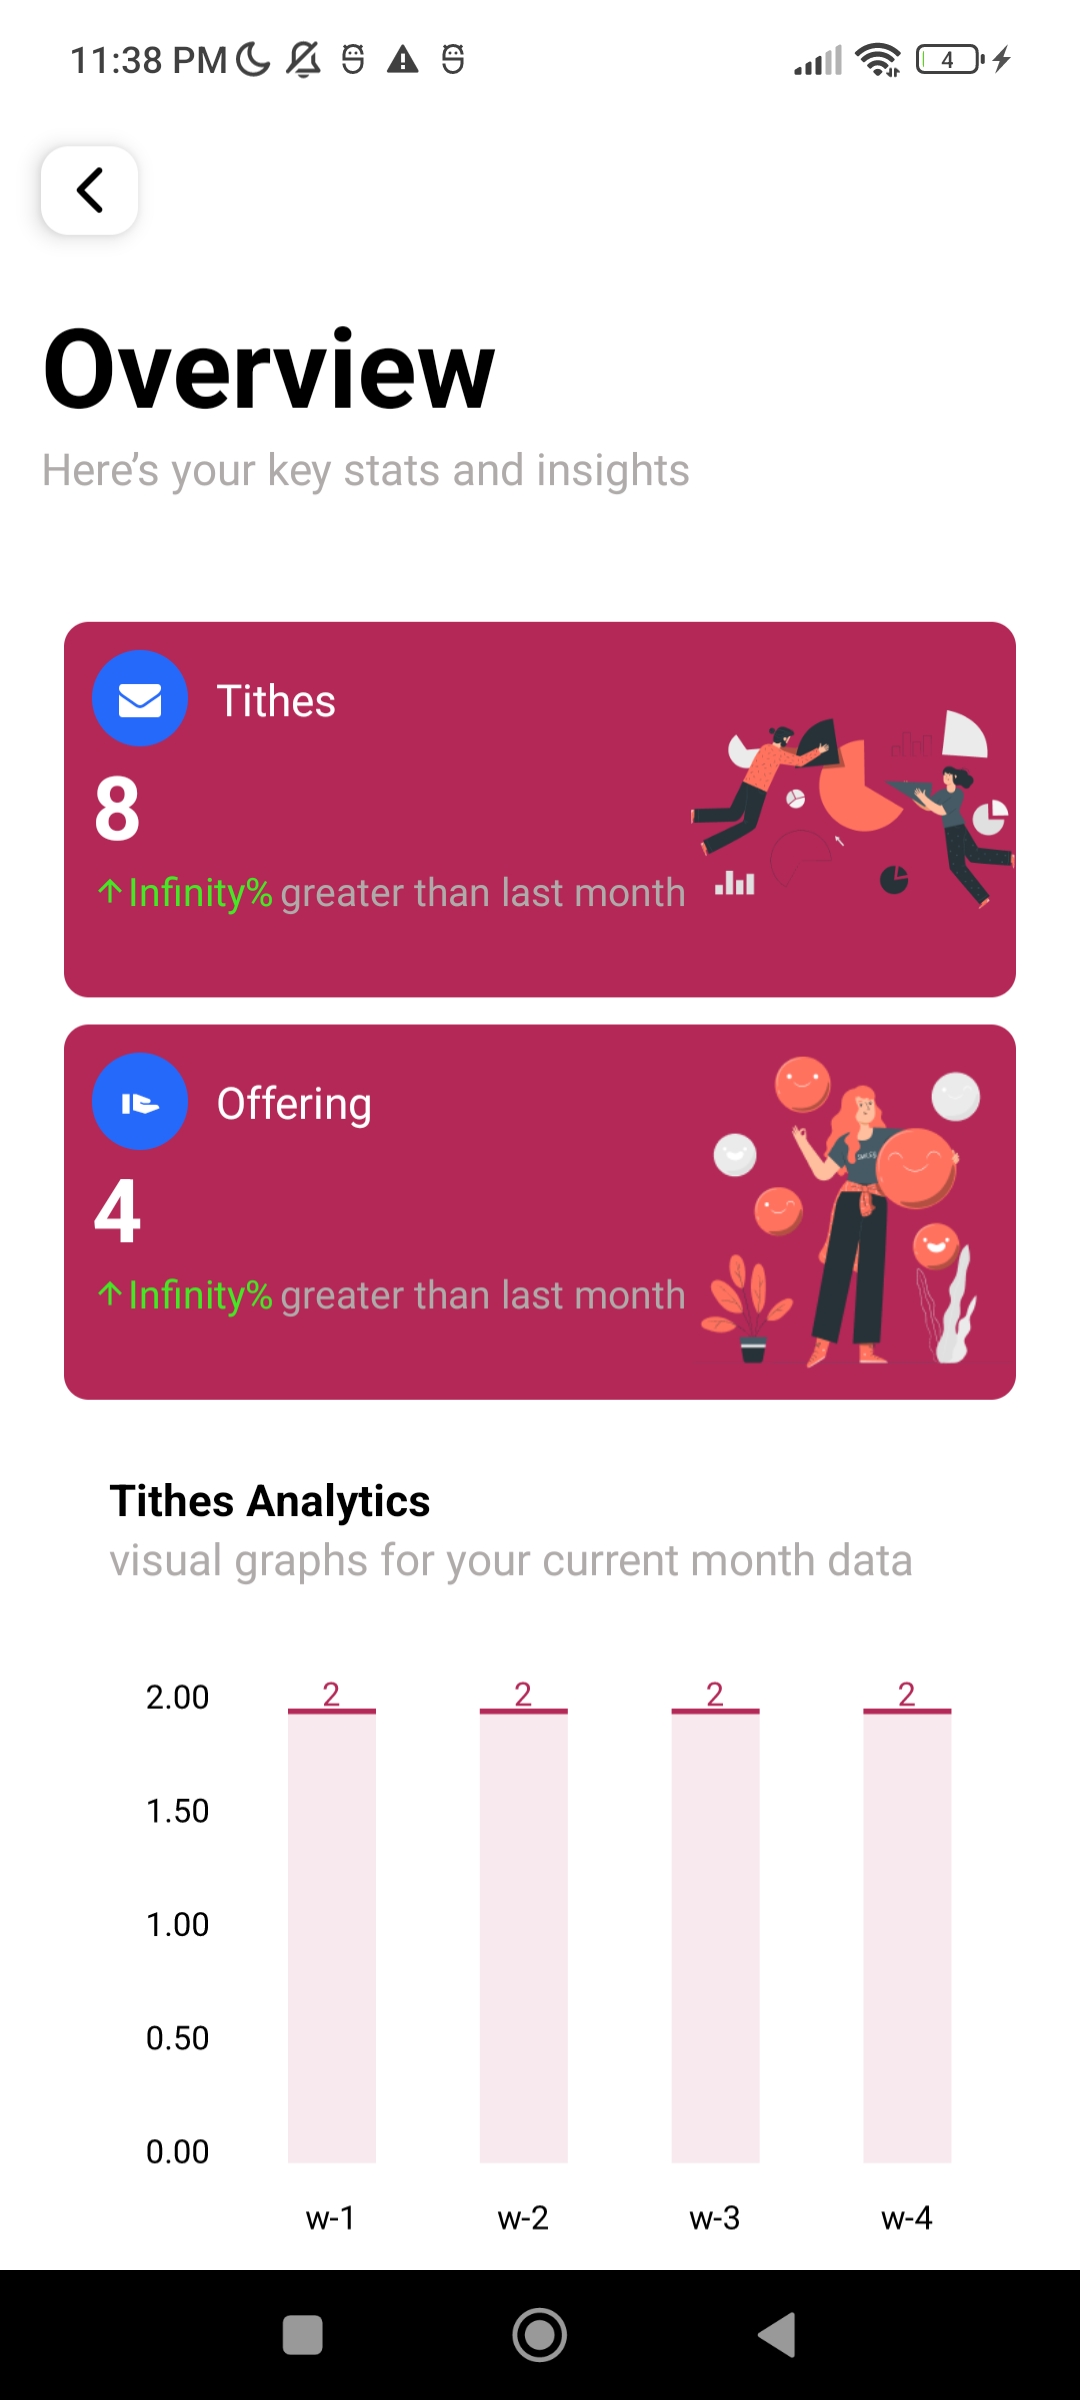 11:38 PM
4
Overview
Here’s your key stats and insights
Tithes
8
Infinity% greater than last month
Offering
4
Infinity% greater than last month
Tithes Analytics
visual graphs for your current month data
2.00
1.50
1.00
0.50
0.00
2 2 2 2
w-1 w-2 w-3 w-4